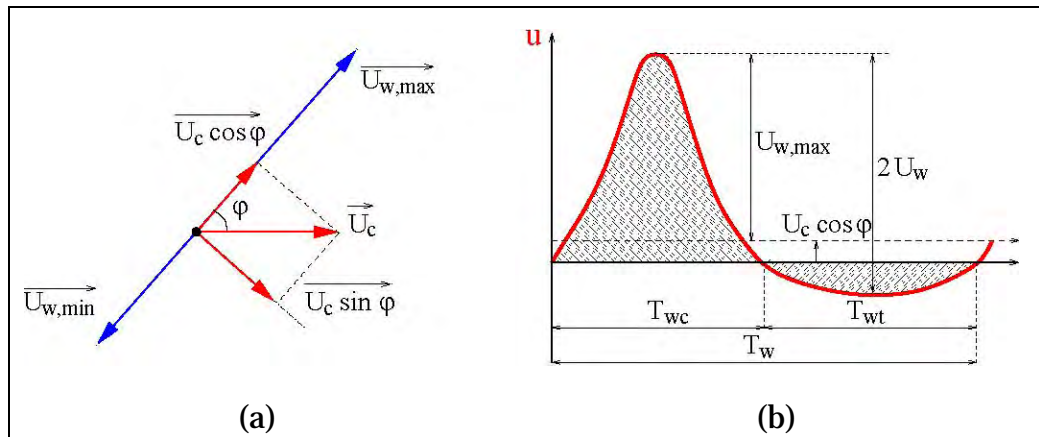 U_w,max
U_c cos φ
φ
U_c
U_w,min
U_c sin φ
(a)
u
U_w,max
2 U_w
U_c cos φ
T_wc
T_wt
T_w
(b)